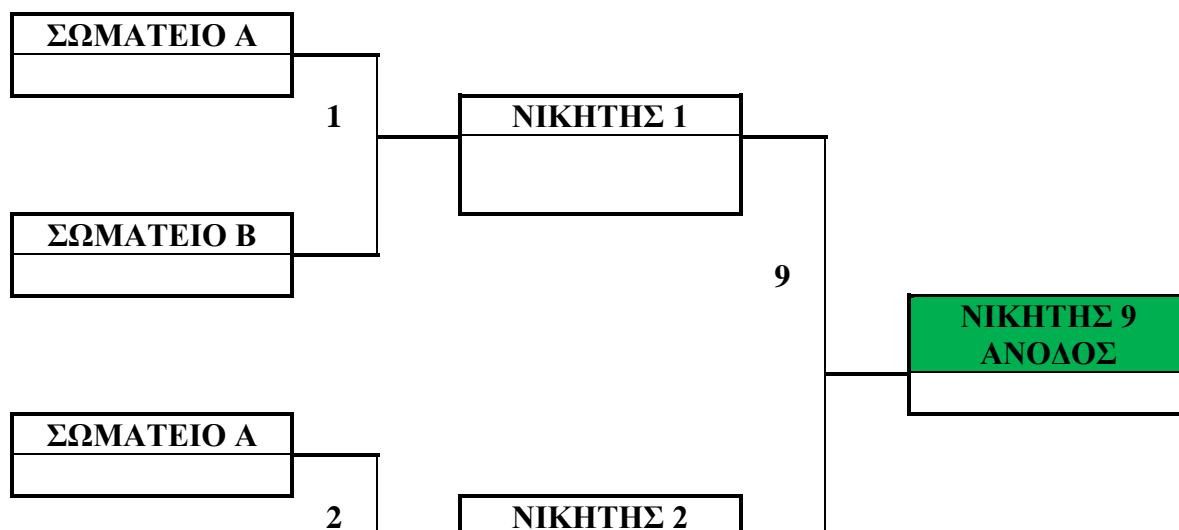 ΣΩΜΑΤΕΙΟ Α
1
ΝΙΚΗΤΗΣ 1
ΣΩΜΑΤΕΙΟ Β
9
ΝΙΚΗΤΗΣ 9
ΑΝΟΔΟΣ
ΣΩΜΑΤΕΙΟ Α
2
ΝΙΚΗΤΗΣ 2